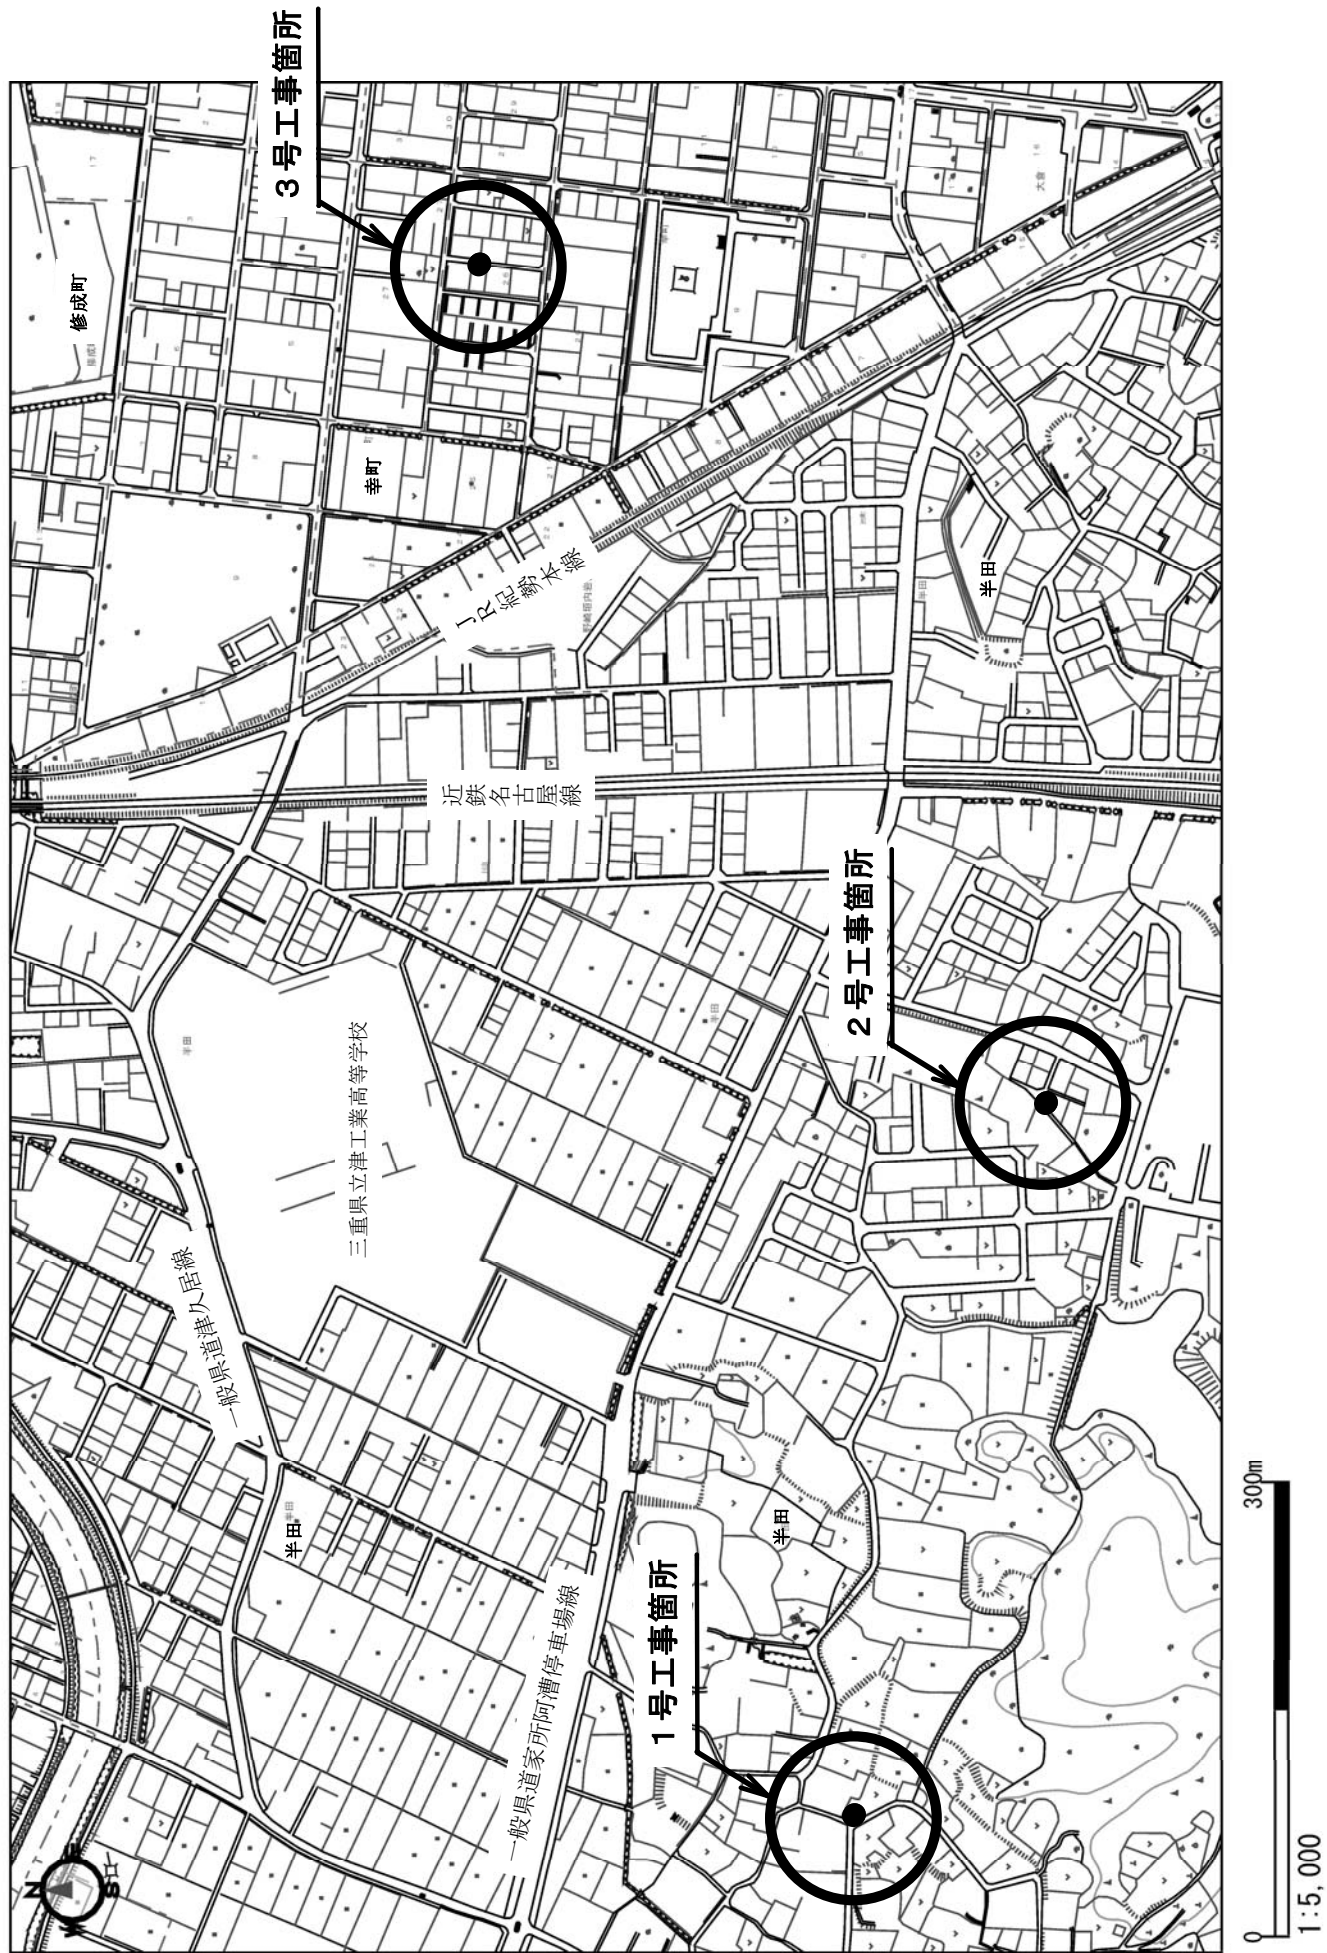 3号工事箇所
修成町
幸町
JR紀勢本線
半田
近鉄名古屋線
2号工事箇所
三重県立津工業高等学校
一般県道津久居線
半田
半田
一般県道家所阿漕停車場線
1号工事箇所
N
E
S
W
0
300m
1:5,000